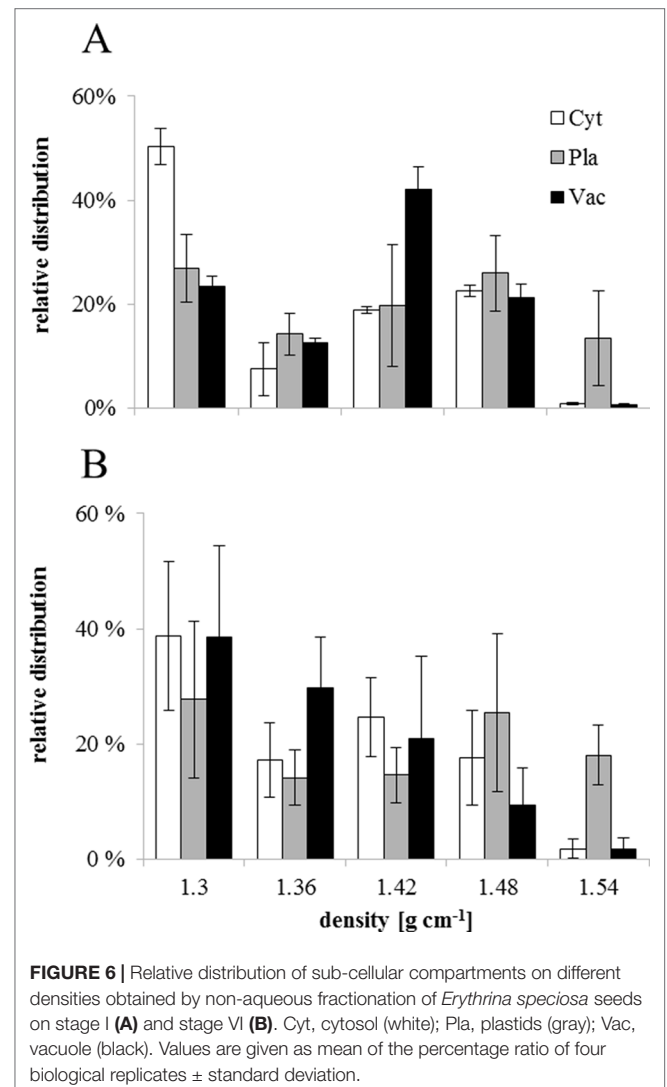 A
60%
40%
20%
0%
relative distribution
Cyt
Pla
Vac
B
60 %
40 %
20 %
0 %
relative distribution
1.3 1.36 1.42 1.48 1.54
density [g cm⁻¹]
FIGURE 6 | Relative distribution of sub-cellular compartments on different
densities obtained by non-aqueous fractionation of Erythrina speciosa seeds
on stage I (A) and stage VI (B). Cyt, cytosol (white); Pla, plastids (gray); Vac,
vacuole (black). Values are given as mean of the percentage ratio of four
biological replicates ± standard deviation.